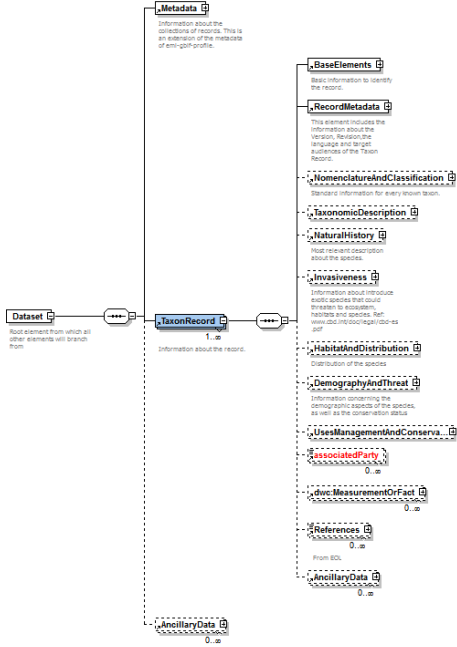 Metadata
Information about the
collections of records. This is
an extension of the metadata
of eml-gbif-profile.
BaseElements
Basic information to identify
the record.
RecordMetadata
This element includes the
information about the
Version, Revision,the
language and target
audiences of the Taxon
Record.
NomenclatureAndClassification
Standard information for every known taxon.
TaxonomicDescription
NaturalHistory
Most relevant description
about the species.
Invasiveness
Information about introduce
exotic species that could
threaten to ecosystem,
habitats and species. Ref:
www.cbd.int/doc/legal/cbd-es
.pdf
Dataset
Root element from which all
other elements will branch
from
TaxonRecord
1..∞
Information about the record.
HabitatAndDistribution
Distribution of the species
DemographyAndThreat
Information concerning the
demographic aspects of the species,
as well as the conservation status
UsesManagementAndConserva...
associatedParty
0..∞
dwc:MeasurementOrFact
0..∞
References
0..∞
From EOL
AncillaryData
0..∞
AncillaryData
0..∞